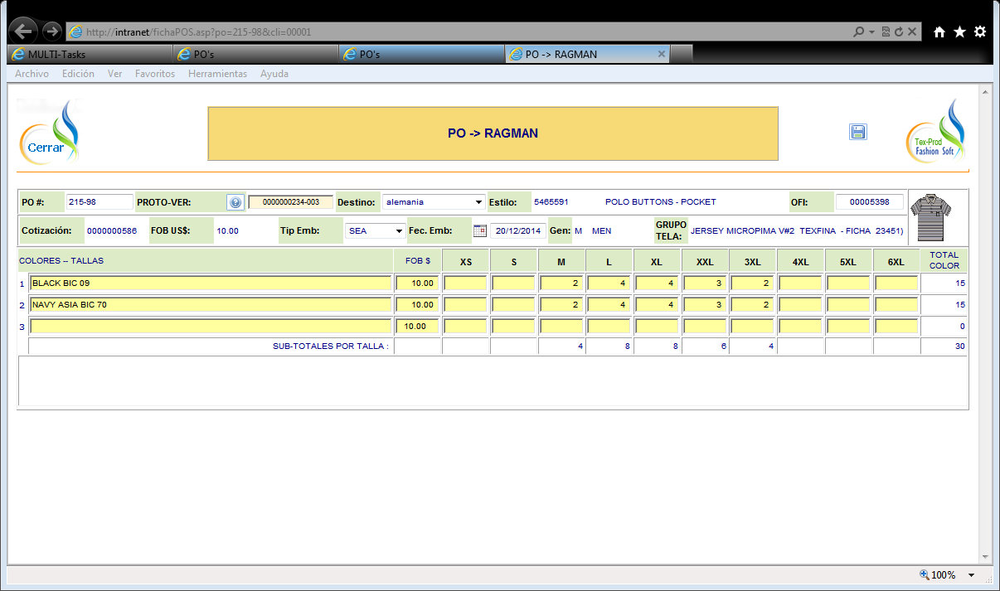 http://intranet/fichaPOS.asp?po=215-98&cli=00001
MULTI-Tasks PO's PO's PO -> RAGMAN
Archivo Edición Ver Favoritos Herramientas Ayuda
Cerrar
PO -> RAGMAN
Tex-Prod
Fashion Soft
PO #: 215-98 PROTO-VER: 0000000234-003 Destino: alemania Estilo: 5465591 POLO BUTTONS - POCKET OFI: 00005398
Cotización: 0000000586 FOB US$: 10.00 Tip Emb: SEA Fec. Emb: 20/12/2014 Gen: M MEN GRUPO TELA: JERSEY MICROPIMA V#2 TEXFINA - FICHA 23451)
COLORES -- TALLAS FOB $ XS S M L XL XXL 3XL 4XL 5XL 6XL TOTAL COLOR
1 BLACK BIC 09 10.00 2 4 4 3 2 15
2 NAVY ASIA BIC 70 10.00 2 4 4 3 2 15
3 10.00 0
SUB-TOTALES POR TALLA : 4 8 8 6 4 30
100%